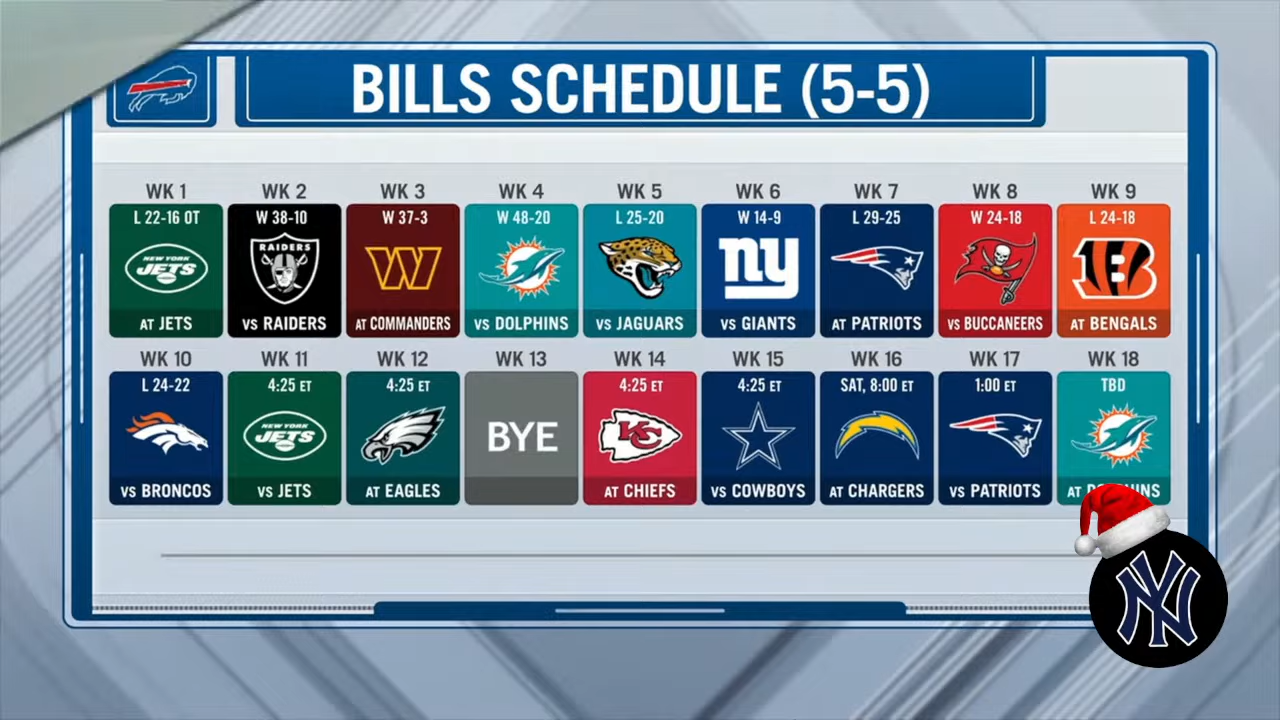 BILLS SCHEDULE (5-5)
WK 1 WK 2 WK 3 WK 4 WK 5 WK 6 WK 7 WK 8 WK 9
L 22-16 OT W 38-10 W 37-3 W 48-20 L 25-20 W 14-9 L 29-25 W 24-18 L 24-18
NEW YORK
JETS
RAIDERS
W
ny
B
AT JETS VS RAIDERS AT COMMANDERS VS DOLPHINS VS JAGUARS VS GIANTS AT PATRIOTS VS BUCCANEERS AT BENGALS
WK 10 WK 11 WK 12 WK 13 WK 14 WK 15 WK 16 WK 17 WK 18
L 24-22 4:25 ET 4:25 ET 4:25 ET 4:25 ET SAT, 8:00 ET 1:00 ET TBD
NEW YORK
JETS
BYE
KC
VS BRONCOS VS JETS AT EAGLES AT CHIEFS VS COWBOYS AT CHARGERS VS PATRIOTS AT
NY